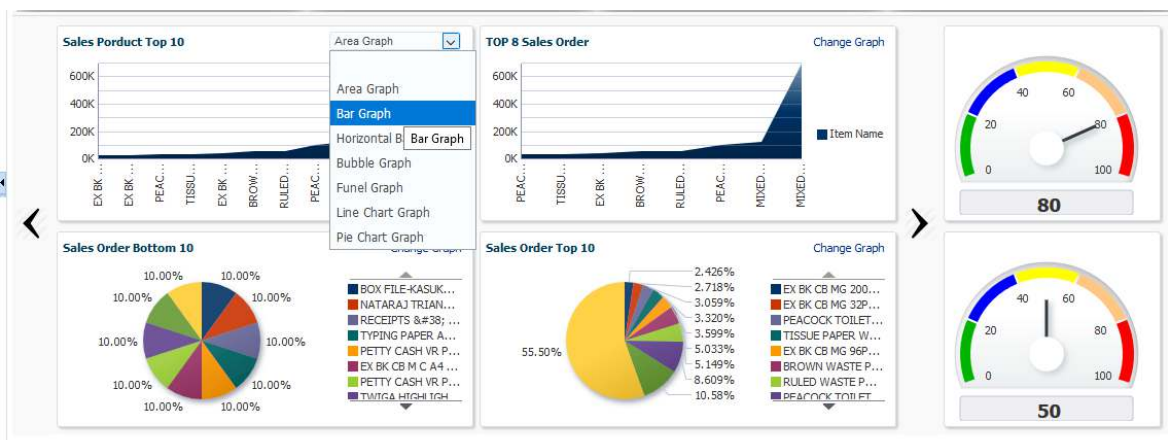 Sales Porduct Top 10
Area Graph
600K
400K
200K
0K
EX BK ...
EX BK ...
PEAC...
TISSU...
EX BK ...
BROW...
RULED...
PEAC...
Area Graph
Bar Graph
Horizontal B
Bar Graph
Bubble Graph
Funel Graph
Line Chart Graph
Pie Chart Graph
TOP 8 Sales Order
Change Graph
600K
400K
200K
0K
PEAC...
TISSU...
EX BK ...
BROW...
RULED...
PEAC...
MIXED...
MIXED...
Item Name
0
20
40
60
80
100
80
Sales Order Bottom 10
Change Graph
10.00%
10.00%
10.00%
10.00%
10.00%
10.00%
10.00%
10.00%
10.00%
10.00%
BOX FILE-KASUK...
NATARAJ TRIAN...
RECEIPTS &#38; ...
TYPING PAPER A...
PETTY CASH VR P...
EX BK CB M C A4 ...
PETTY CASH VR P...
TWIGA HIGHLIGH
Sales Order Top 10
Change Graph
2.426%
2.718%
3.059%
3.320%
3.599%
5.033%
5.149%
8.609%
10.58%
55.50%
EX BK CB MG 200...
EX BK CB MG 32P...
PEACOCK TOILET...
TISSUE PAPER W...
EX BK CB MG 96P...
BROWN WASTE P...
RULED WASTE P...
PEACOCK TOILET
0
20
40
60
80
100
50